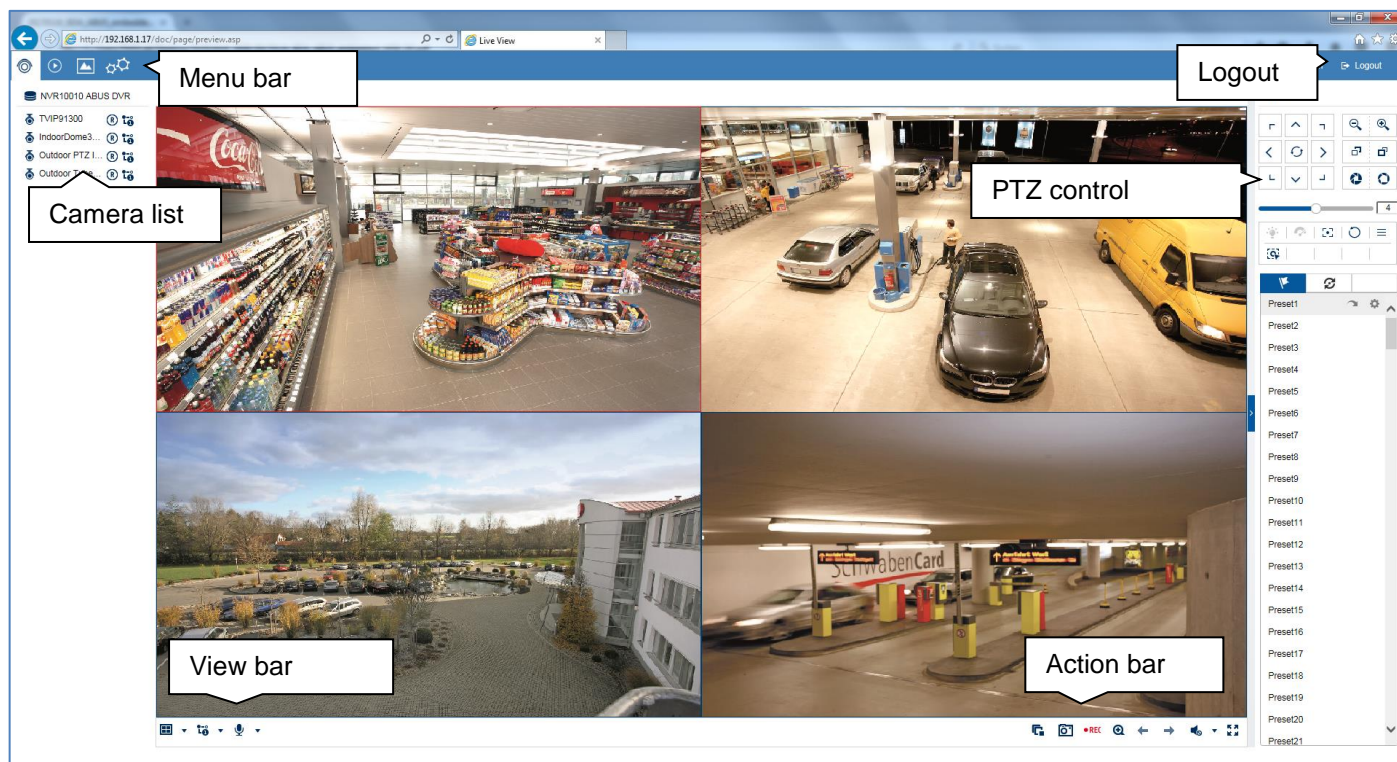 http://192.168.1.17/doc/page/preview.asp
Live View
Menu bar
Logout
Logout
NVR10010 ABUS DVR
TVIP91300
IndoorDome3...
Outdoor PTZ I...
Outdoor
Camera list
Coca
PTZ control
4
Preset1
Preset2
Preset3
Preset4
Preset5
Preset6
Preset7
Preset8
Preset9
Preset10
Preset11
Preset12
Preset13
Preset14
Preset15
Preset16
Preset17
Preset18
Preset19
Preset20
Preset21
SchwabenCard
View bar
Action bar
REC